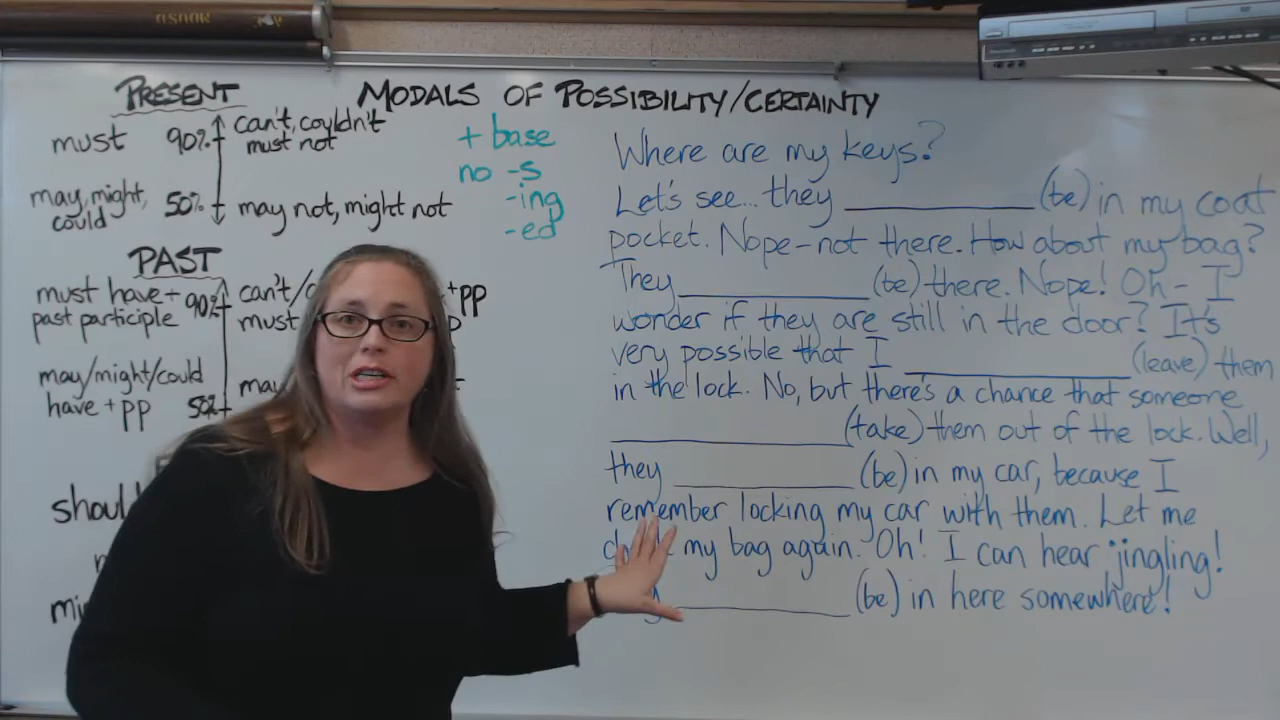 PRESENT
MODALS OF POSSIBILITY/CERTAINTY
must 90% can't, couldn't
must not
may, might, could 50% may not, might not
+ base
no -s
-ing
-ed
PAST
must have + past participle 90% can't/ +pp
must
may/might/could have + pp 50% may
should
Where are my keys?
Let's see... they __________ (be) in my coat
pocket. Nope - not there. How about my bag?
They __________ (be) there. Nope! Oh - I
wonder if they are still in the door? It's
very possible that I __________ (leave) them
in the lock. No, but there's a chance that someone
__________ (take) them out of the lock. Well,
they __________ (be) in my car, because I
remember locking my car with them. Let me
my bag again. Oh! I can hear jingling!
__________ (be) in here somewhere!